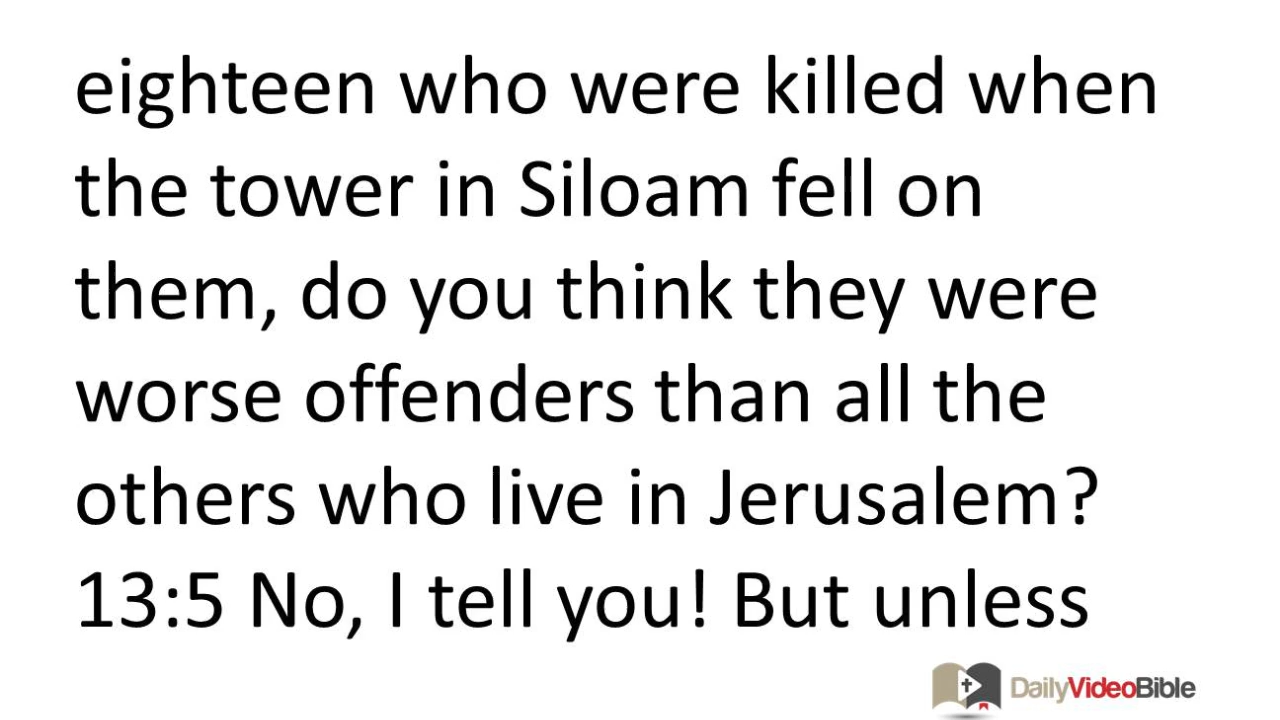 eighteen who were killed when
the tower in Siloam fell on
them, do you think they were
worse offenders than all the
others who live in Jerusalem?
13:5 No, I tell you! But unless
DailyVideoBible